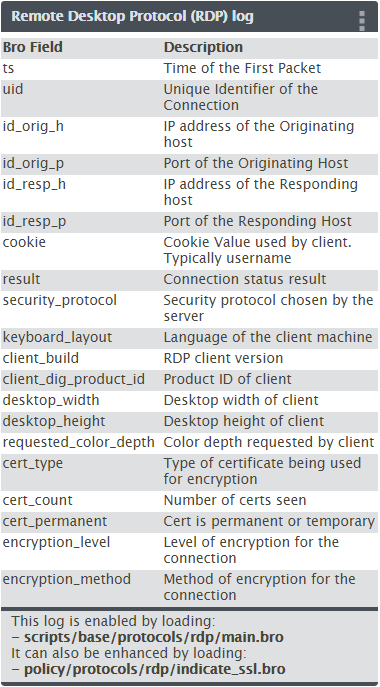 Remote Desktop Protocol (RDP) log
Bro Field Description
ts Time of the First Packet
uid Unique Identifier of the
Connection
id_orig_h IP address of the Originating
host
id_orig_p Port of the Originating Host
id_resp_h IP address of the Responding
host
id_resp_p Port of the Responding Host
cookie Cookie Value used by client.
Typically username
result Connection status result
security_protocol Security protocol chosen by the
server
keyboard_layout Language of the client machine
client_build RDP client version
client_dig_product_id Product ID of client
desktop_width Desktop width of client
desktop_height Desktop height of client
requested_color_depth Color depth requested by client
cert_type Type of certificate being used
for encryption
cert_count Number of certs seen
cert_permanent Cert is permanent or temporary
encryption_level Level of encryption for the
connection
encryption_method Method of encryption for the
connection
This log is enabled by loading:
– scripts/base/protocols/rdp/main.bro
It can also be enhanced by loading:
– policy/protocols/rdp/indicate_ssl.bro